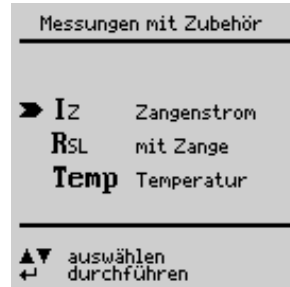 Messungen mit Zubehör
IZ Zangenstrom
RSL mit Zange
Temp Temperatur
▲▼ auswählen
↵ durchführen